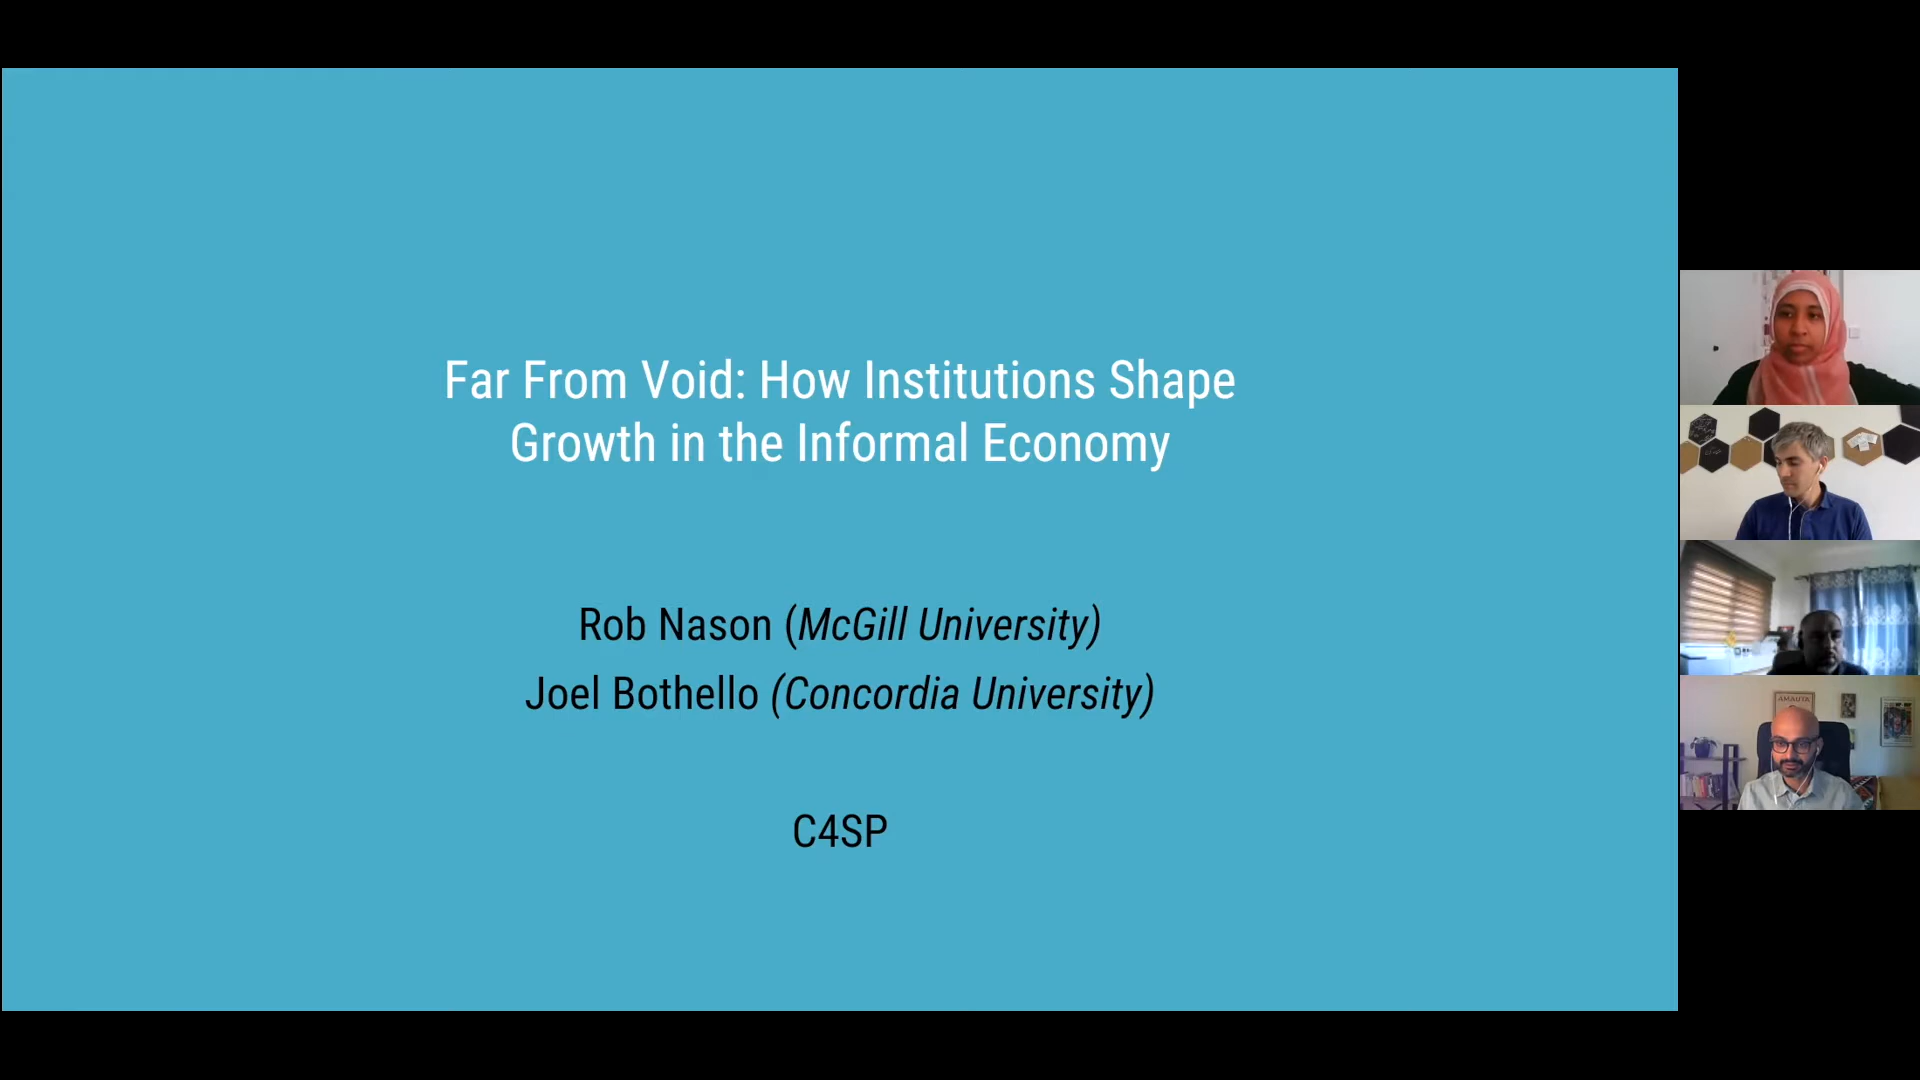 Far From Void: How Institutions Shape
Growth in the Informal Economy
Rob Nason (McGill University)
Joel Bothello (Concordia University)
C4SP
AMAUTA